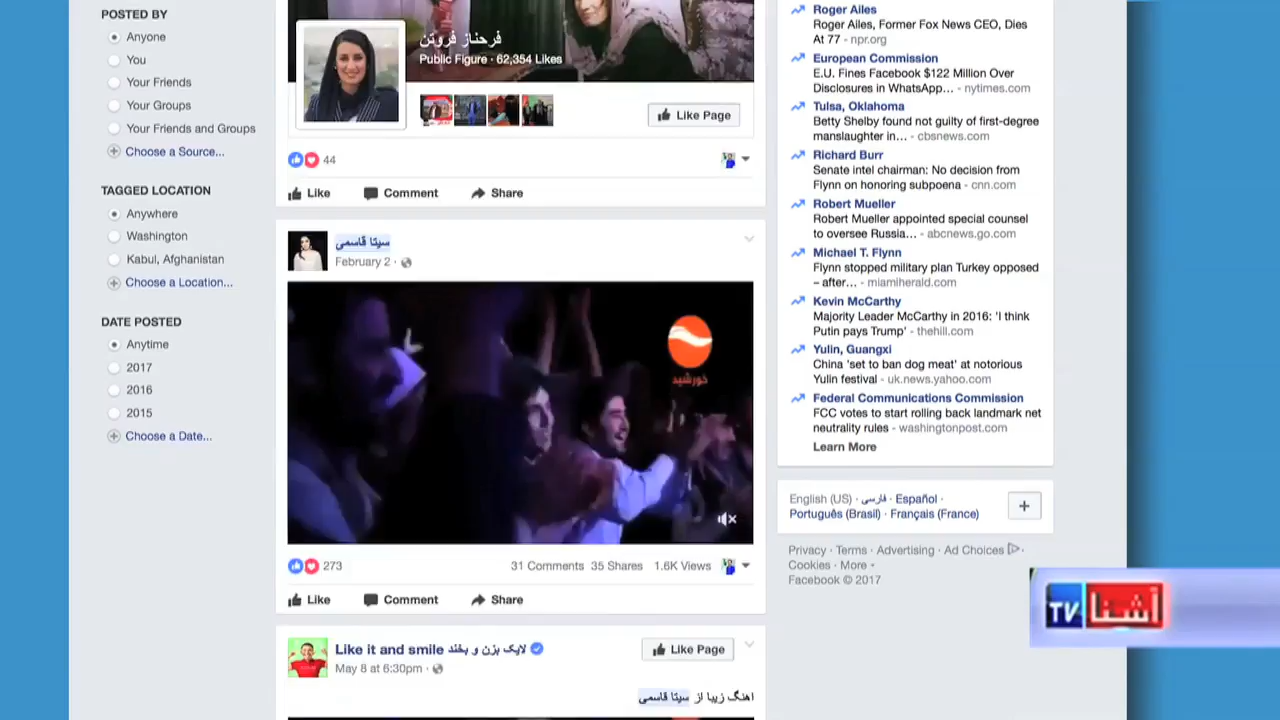 POSTED BY
Anyone
You
Your Friends
Your Groups
Your Friends and Groups
Choose a Source...
TAGGED LOCATION
Anywhere
Washington
Kabul, Afghanistan
Choose a Location...
DATE POSTED
Anytime
2017
2016
2015
Choose a Date...
فرحناز فروتن
Public Figure · 62,354 Likes
Like Page
44
Like Comment Share
سیتا قاسمی
February 2 ·
خورشید
273
31 Comments 35 Shares 1.6K Views
Like Comment Share
Like it and smile لایک بزن و بخند
Like Page
May 8 at 6:30pm ·
اهنگ زیبا از سیتا قاسمی
Roger Ailes
Roger Ailes, Former Fox News CEO, Dies
At 77 - npr.org
European Commission
E.U. Fines Facebook $122 Million Over
Disclosures in WhatsApp... - nytimes.com
Tulsa, Oklahoma
Betty Shelby found not guilty of first-degree
manslaughter in... - cbsnews.com
Richard Burr
Senate intel chairman: No decision from
Flynn on honoring subpoena - cnn.com
Robert Mueller
Robert Mueller appointed special counsel
to oversee Russia... - abcnews.go.com
Michael T. Flynn
Flynn stopped military plan Turkey opposed
– after... - miamiherald.com
Kevin McCarthy
Majority Leader McCarthy in 2016: 'I think
Putin pays Trump' - thehill.com
Yulin, Guangxi
China 'set to ban dog meat' at notorious
Yulin festival - uk.news.yahoo.com
Federal Communications Commission
FCC votes to start rolling back landmark net
neutrality rules - washingtonpost.com
Learn More
English (US) · فارسی · Español ·
Português (Brasil) · Français (France)
Privacy · Terms · Advertising · Ad Choices ·
Cookies · More
Facebook © 2017
TV آشنا